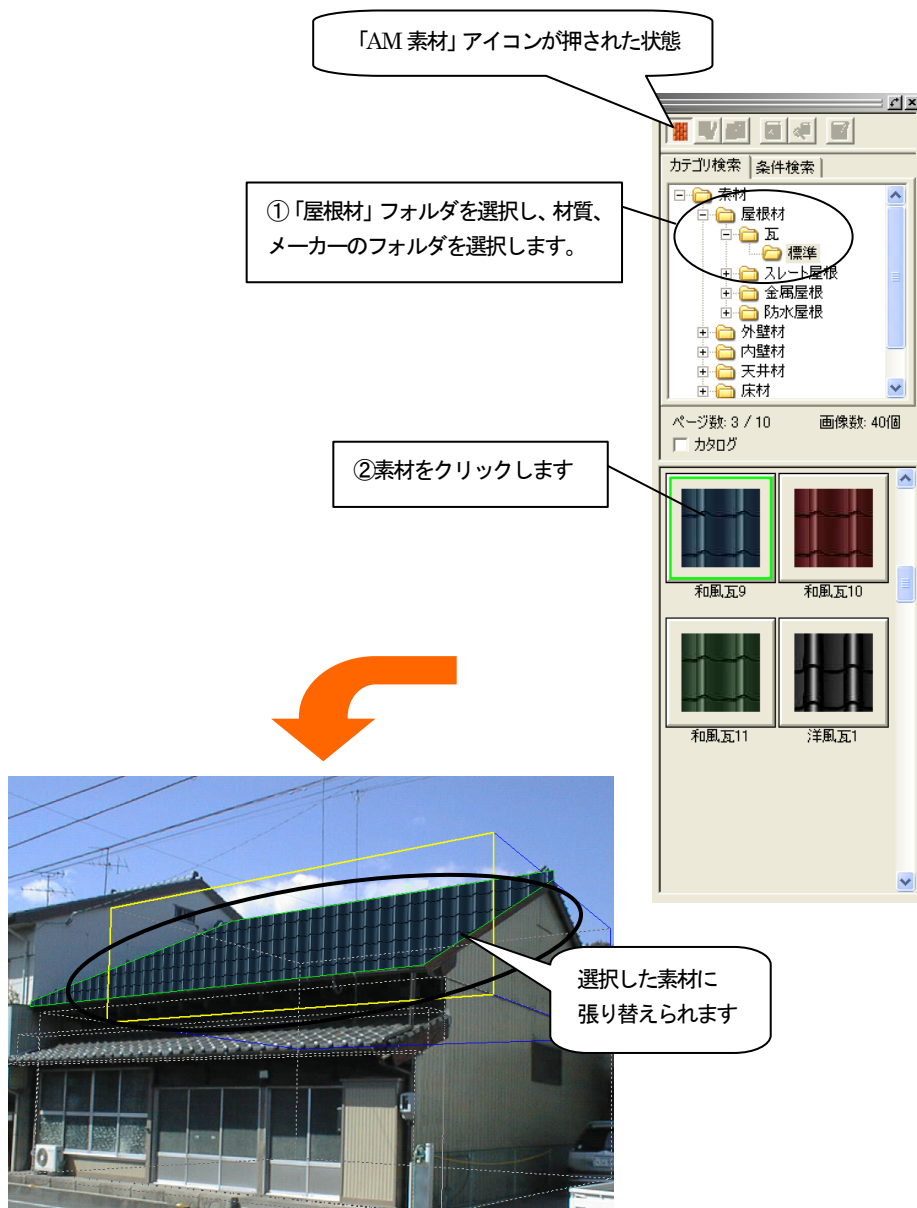 「AM 素材」アイコンが押された状態
カテゴリ検索 条件検索
素材
屋根材
瓦
標準
スレート屋根
金属屋根
防水屋根
外壁材
内壁材
天井材
床材
①「屋根材」フォルダを選択し、材質、
メーカーのフォルダを選択します。
ページ数: 3 / 10 画像数: 40個
カタログ
②素材をクリックします
和風瓦9 和風瓦10
和風瓦11 洋風瓦1
選択した素材に
張り替えられます